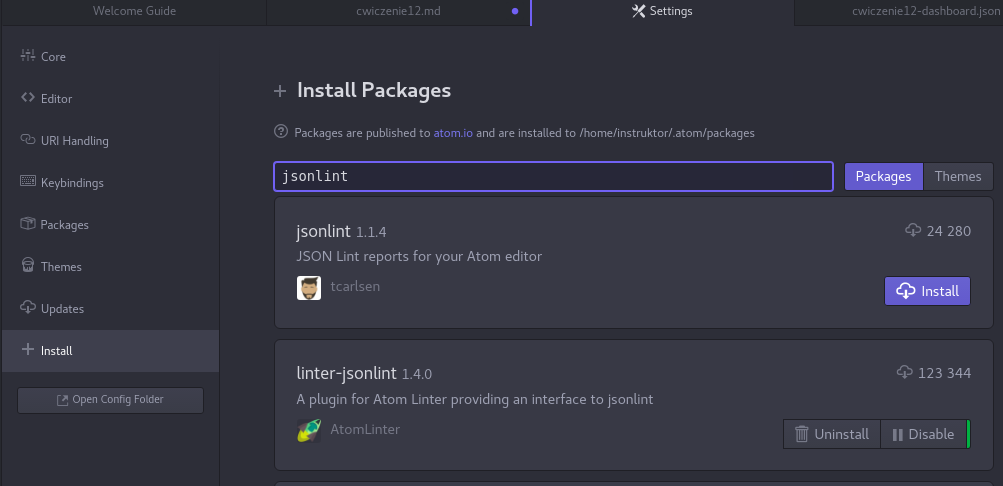 Welcome Guide
cwiczenie12.md
Settings
cwiczenie12-dashboard.json
Core
Editor
URI Handling
Keybindings
Packages
Themes
Updates
Install
Open Config Folder
Install Packages
Packages are published to atom.io and are installed to /home/instruktor/.atom/packages
jsonlint
Packages
Themes
jsonlint 1.1.4
24 280
JSON Lint reports for your Atom editor
tcarlsen
Install
linter-jsonlint 1.4.0
123 344
A plugin for Atom Linter providing an interface to jsonlint
AtomLinter
Uninstall
Disable